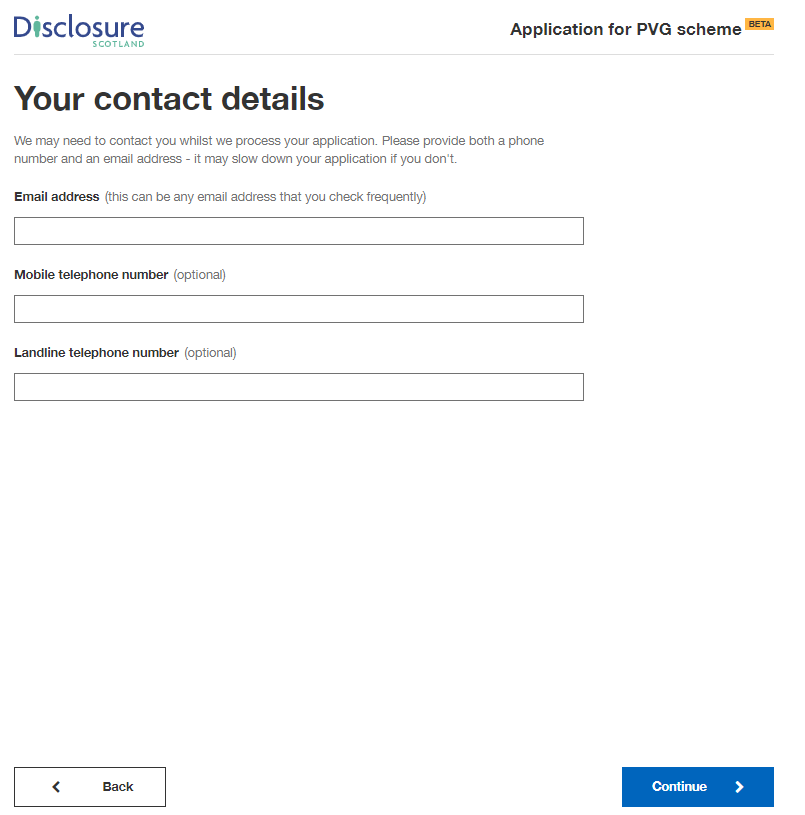 Disclosure
SCOTLAND
Application for PVG scheme BETA
Your contact details
We may need to contact you whilst we process your application. Please provide both a phone
number and an email address - it may slow down your application if you don't.
Email address (this can be any email address that you check frequently)
Mobile telephone number (optional)
Landline telephone number (optional)
Back
Continue